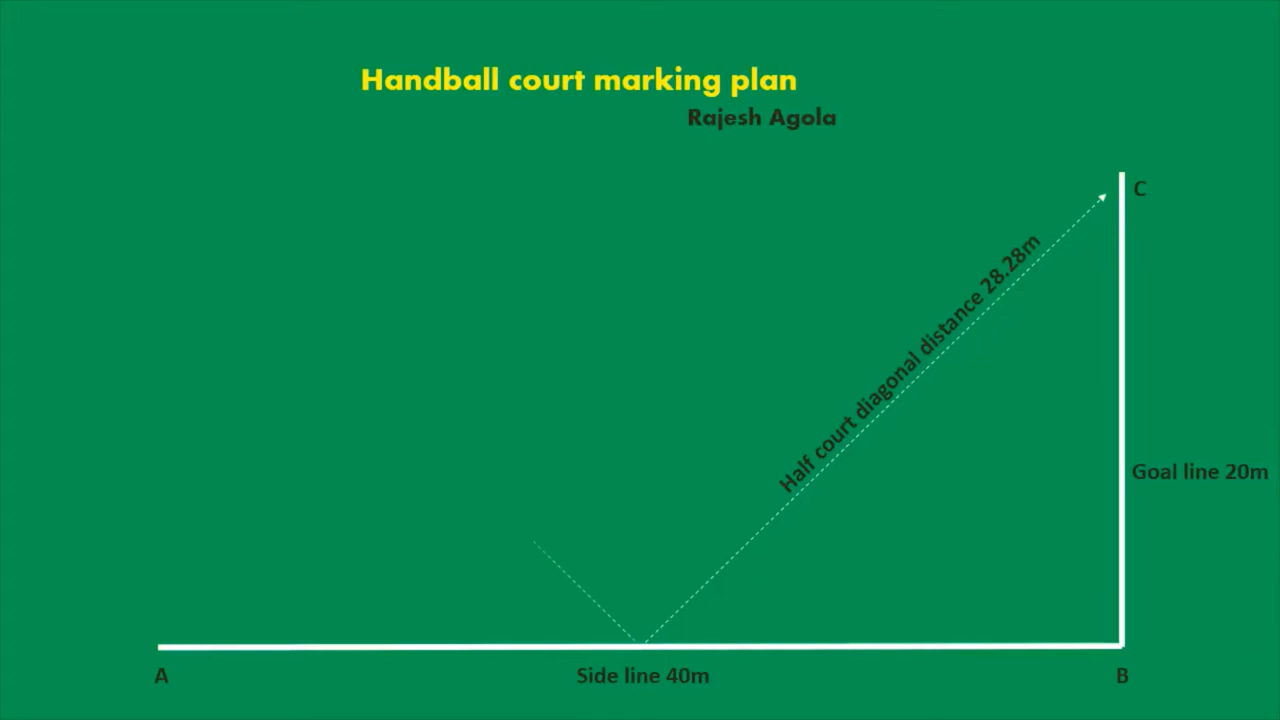 Handball court marking plan
Rajesh Agola
C
Half court diagonal distance 28.28m
Goal line 20m
A
Side line 40m
B